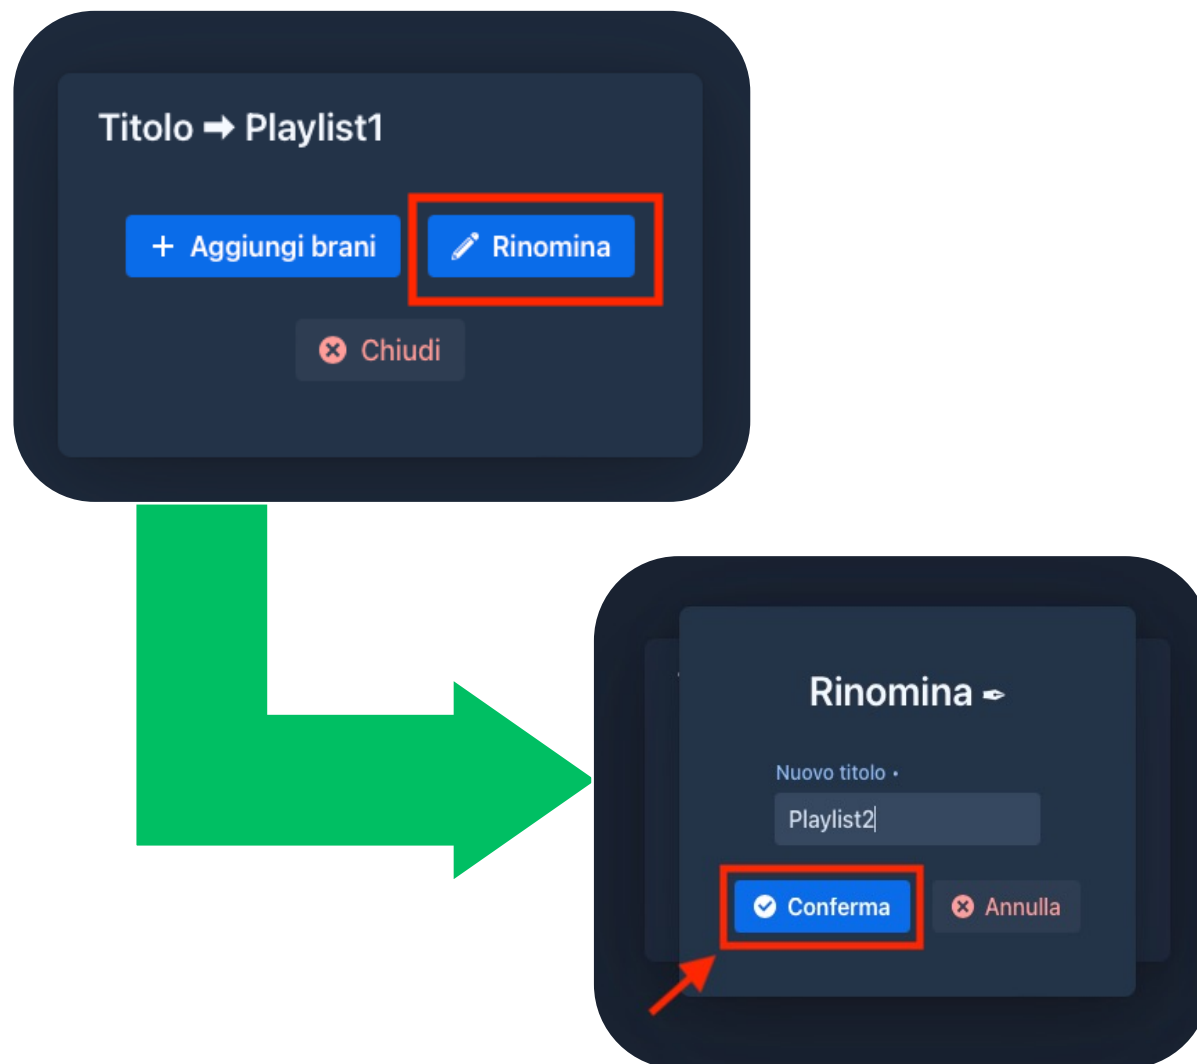 Titolo ➡ Playlist1
+ Aggiungi brani
Rinomina
Chiudi
Rinomina ✒
Nuovo titolo •
Playlist2
Conferma
Annulla